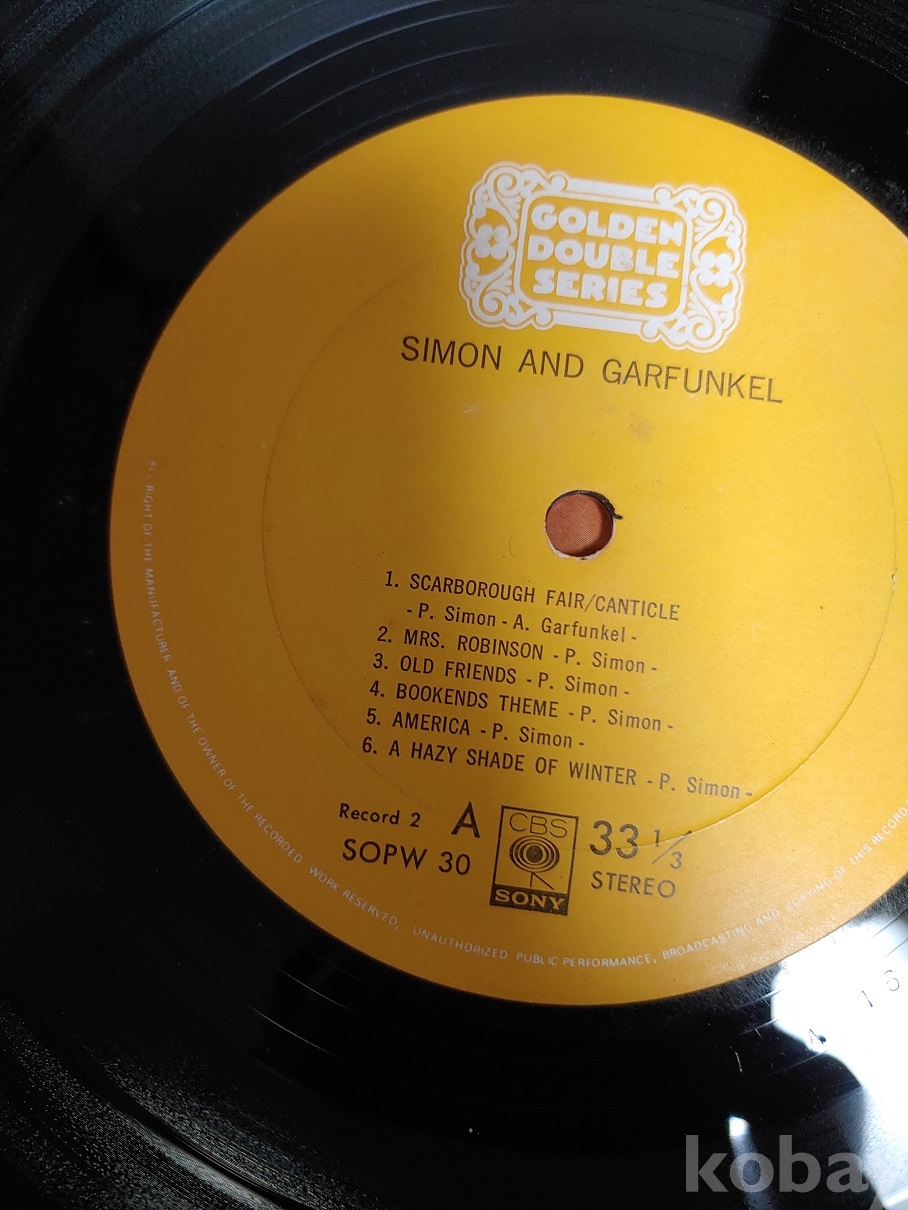 GOLDEN
DOUBLE
SERIES
SIMON AND GARFUNKEL
1. SCARBOROUGH FAIR/CANTICLE
- P. Simon - A. Garfunkel -
2. MRS. ROBINSON - P. Simon -
3. OLD FRIENDS - P. Simon -
4. BOOKENDS THEME - P. Simon -
5. AMERICA - P. Simon -
6. A HAZY SHADE OF WINTER - P. Simon -
Record 2 A
SOPW 30
CBS
SONY
33 1/3
STEREO
ALL RIGHT OF THE MANUFACTURER AND OF THE OWNER OF THE RECORDED WORK RESERVED, UNAUTHORIZED PUBLIC PERFORMANCE, BROADCASTING AND COPYING OF THIS RECORD
koba